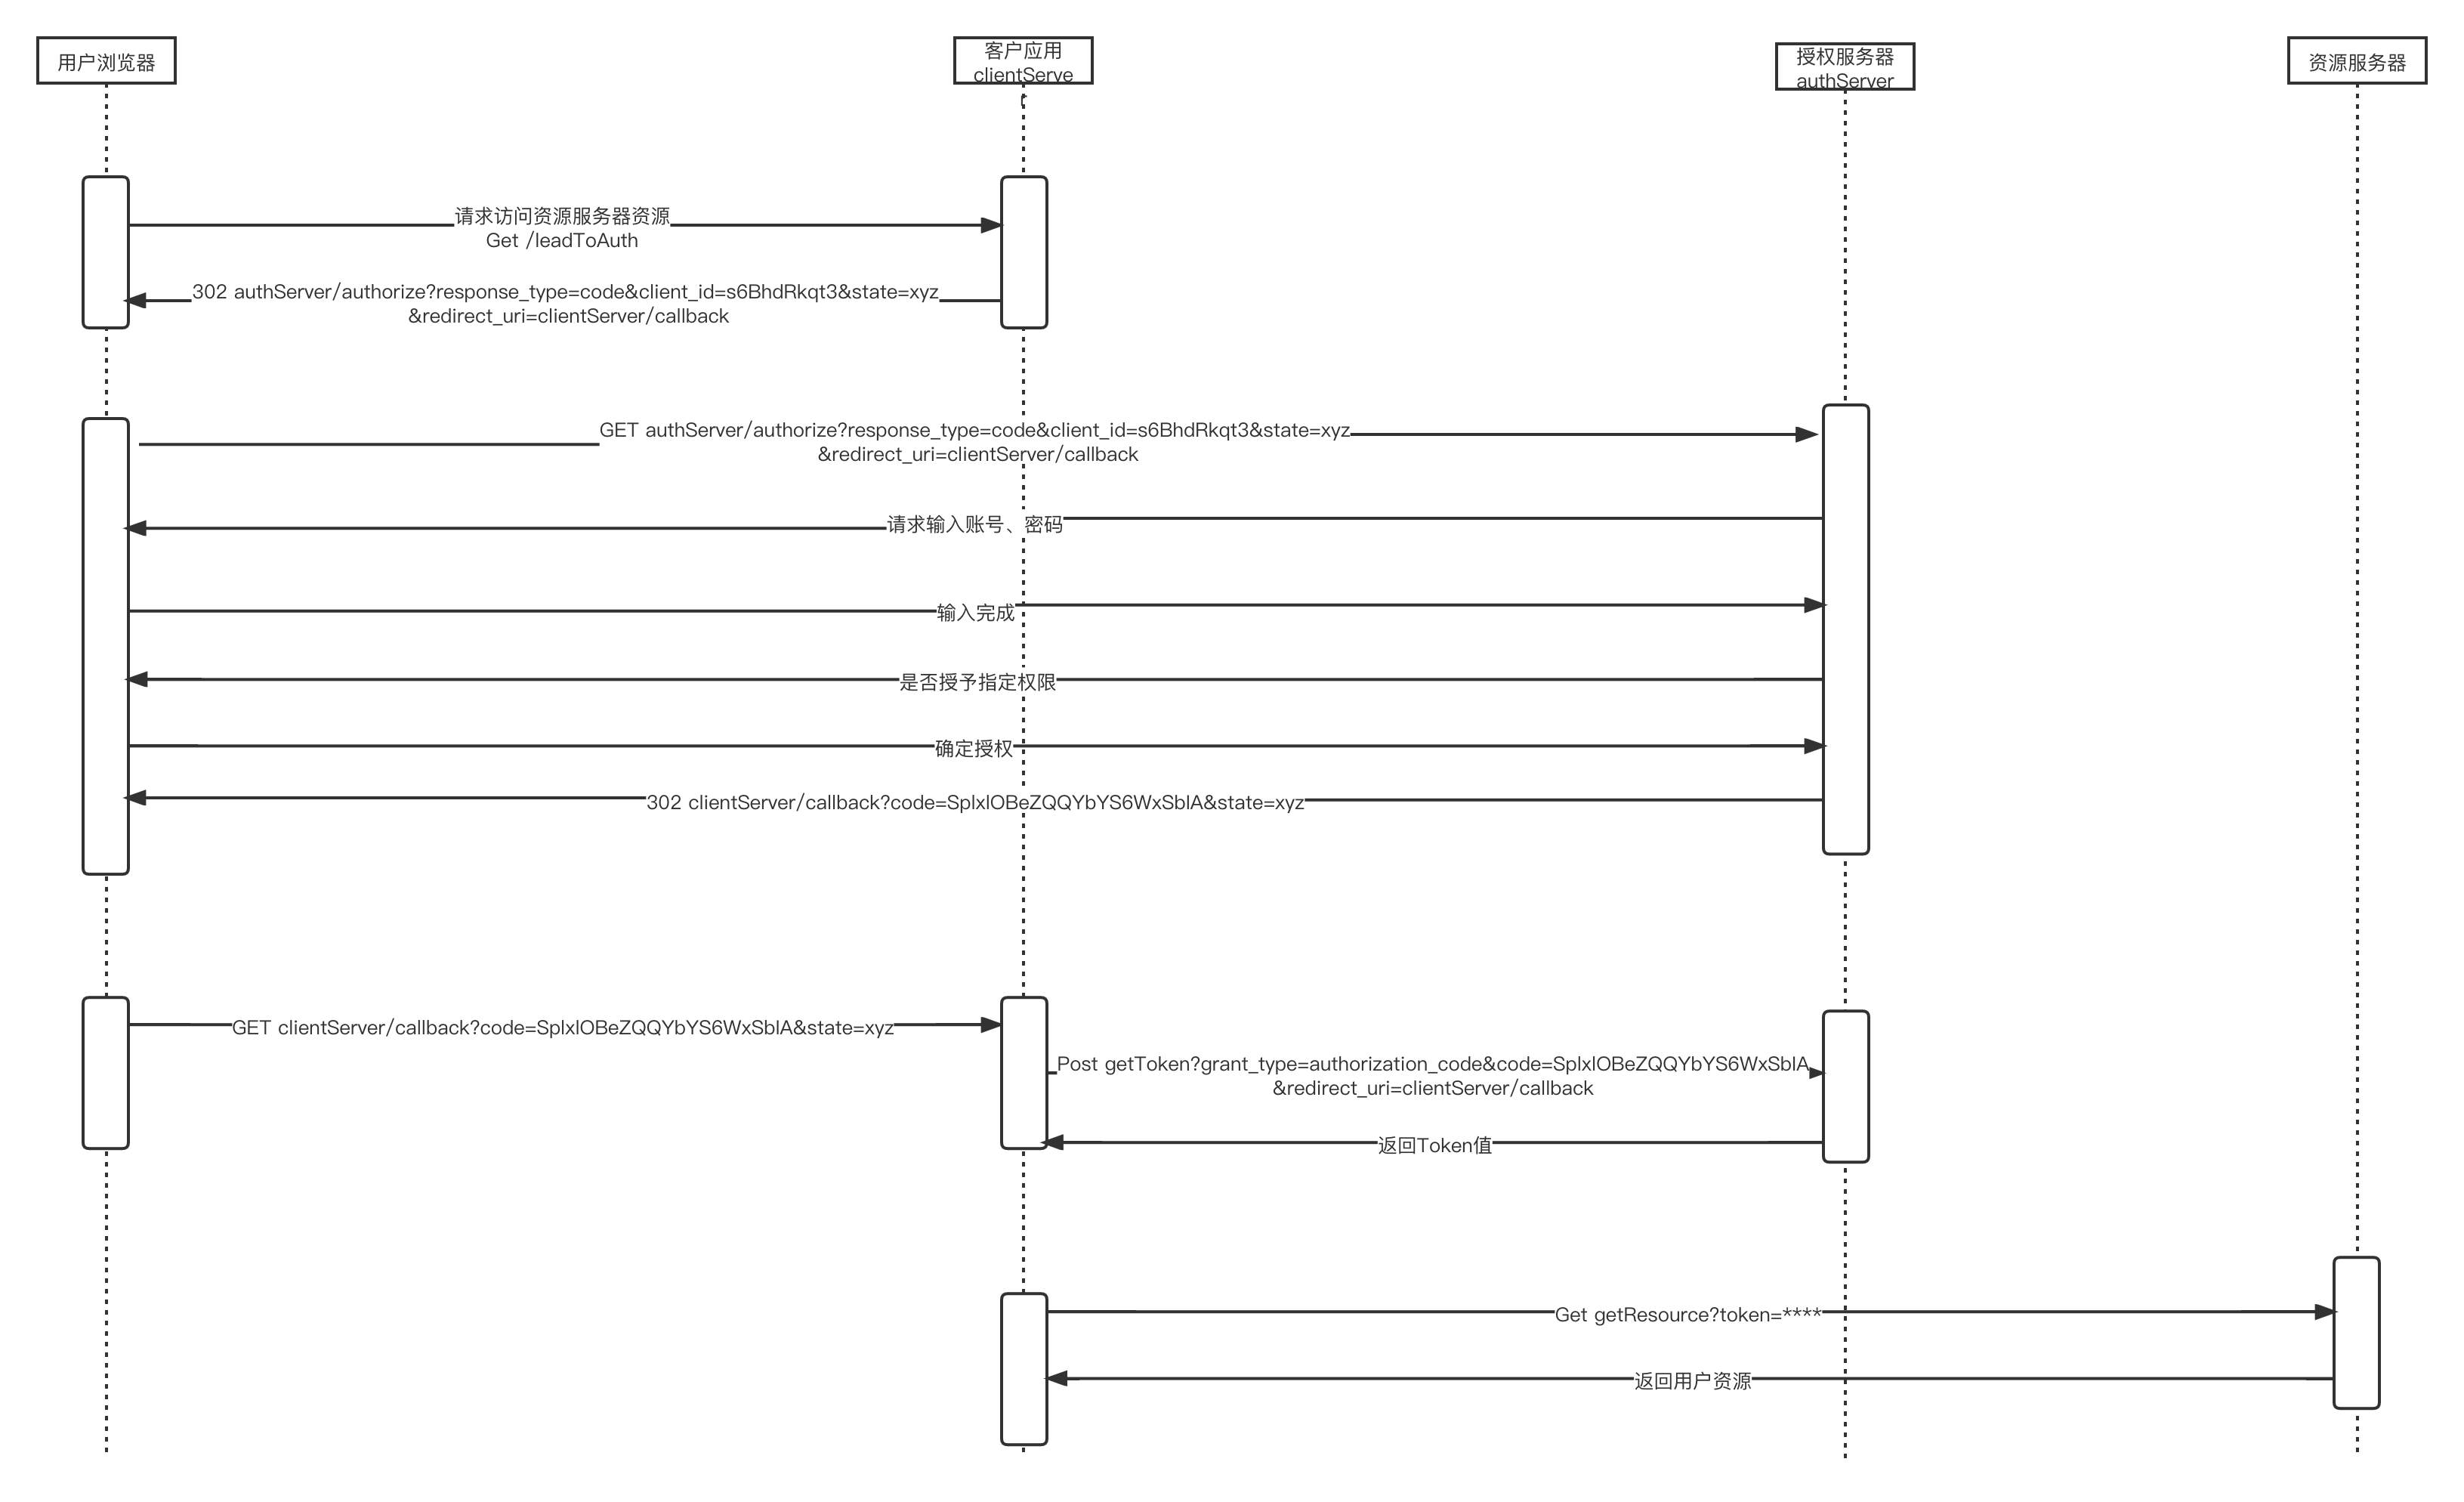 用户浏览器
客户应用
clientServe
r
授权服务器
authServer
资源服务器
请求访问资源服务器资源
Get /leadToAuth
302 authServer/authorize?response_type=code&client_id=s6BhdRkqt3&state=xyz
&redirect_uri=clientServer/callback
GET authServer/authorize?response_type=code&client_id=s6BhdRkqt3&state=xyz
&redirect_uri=clientServer/callback
请求输入账号、密码
输入完成
是否授予指定权限
确定授权
302 clientServer/callback?code=SplxlOBeZQQYbYS6WxSbIA&state=xyz
GET clientServer/callback?code=SplxlOBeZQQYbYS6WxSbIA&state=xyz
Post getToken?grant_type=authorization_code&code=SplxlOBeZQQYbYS6WxSbIA
&redirect_uri=clientServer/callback
返回Token值
Get getResource?token=****
返回用户资源